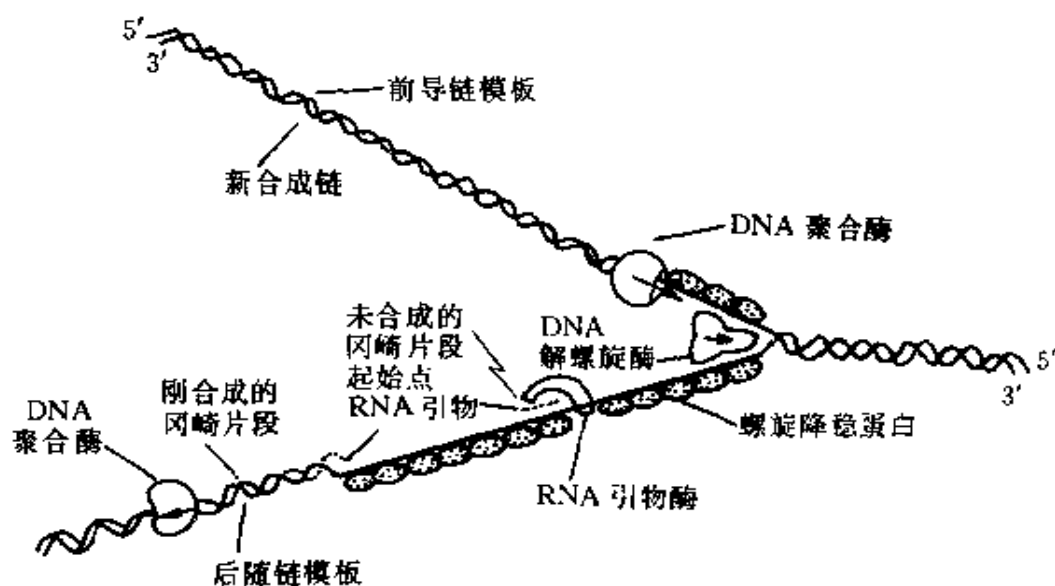 5′
3′
前导链模板
新合成链
DNA 聚合酶
未合成的
冈崎片段
起始点
DNA
解螺旋酶
5′
3′
刚合成的
冈崎片段
RNA 引物
DNA
聚合酶
螺旋降稳蛋白
RNA 引物酶
后随链模板